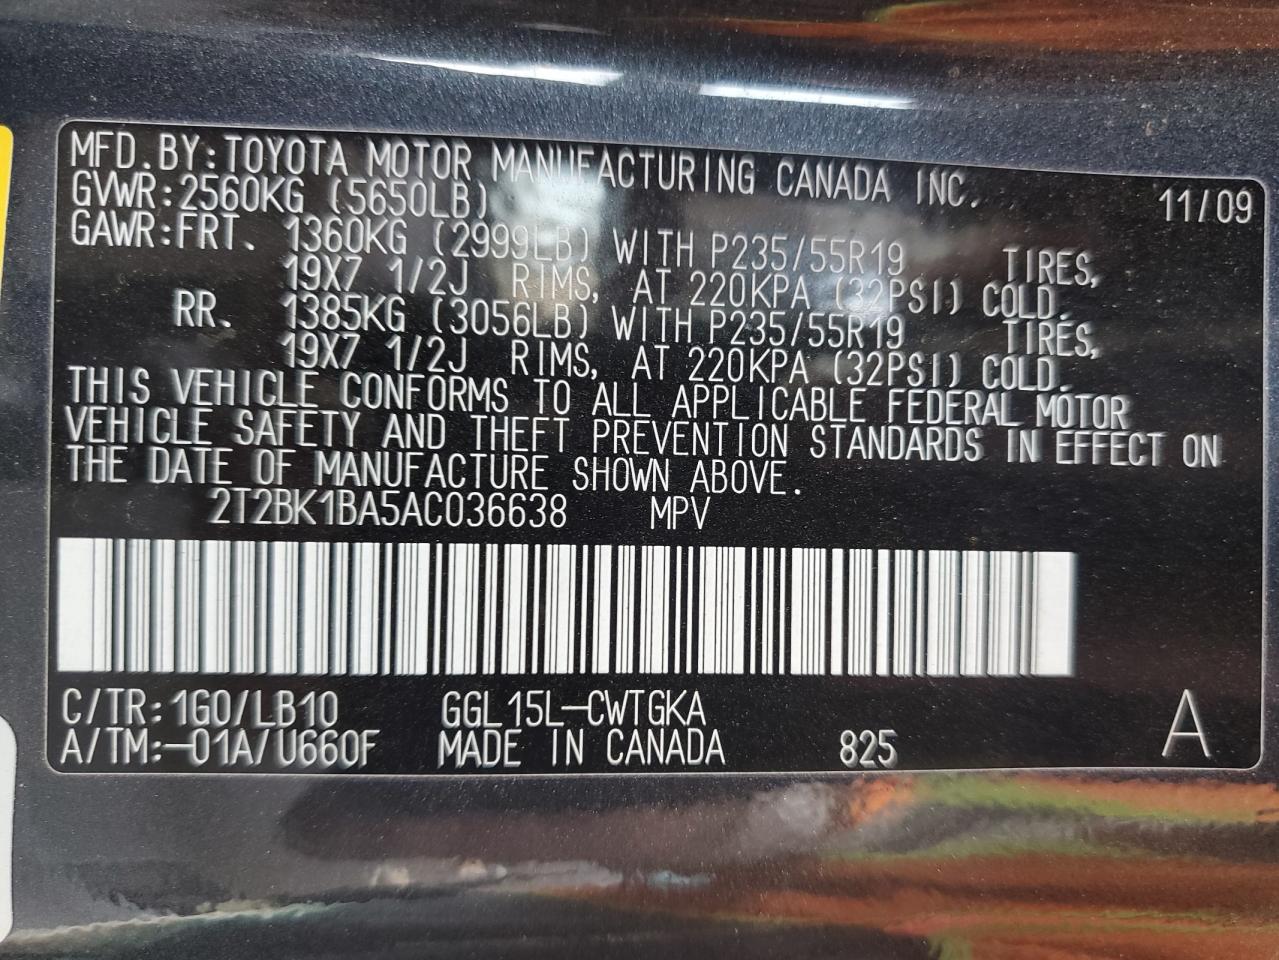 MFD.BY:TOYOTA MOTOR MANUFACTURING CANADA INC. 11/09
GVWR:2560KG (5650LB)
GAWR:FRT. 1360KG (2999LB) WITH P235/55R19 TIRES,
19X7 1/2J RIMS, AT 220KPA (32PSI) COLD.
RR. 1385KG (3056LB) WITH P235/55R19 TIRES,
19X7 1/2J RIMS, AT 220KPA (32PSI) COLD.
THIS VEHICLE CONFORMS TO ALL APPLICABLE FEDERAL MOTOR
VEHICLE SAFETY AND THEFT PREVENTION STANDARDS IN EFFECT ON
THE DATE OF MANUFACTURE SHOWN ABOVE.
2T2BK1BA5AC036638 MPV
C/TR:1G0/LB10 GGL15L-CWTGKA A
A/TM:-01A/U660F MADE IN CANADA 825